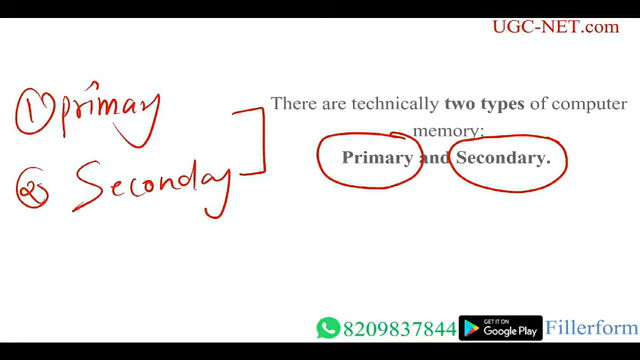 UGC-NET.com
① primary
② Seconday
There are technically two types of computer
memory:
Primary and Secondary.
8209837844
GET IT ON
Google Play
Fillerform